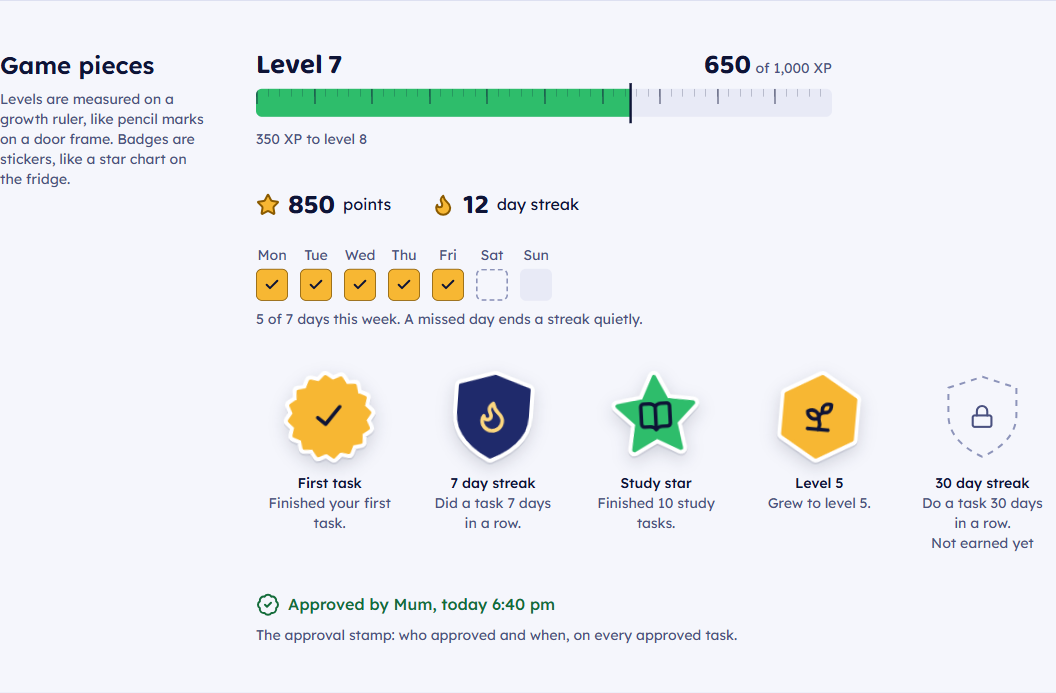 Game pieces
Levels are measured on a
growth ruler, like pencil marks
on a door frame. Badges are
stickers, like a star chart on
the fridge.
Level 7
650 of 1,000 XP
350 XP to level 8
850 points
12 day streak
Mon Tue Wed Thu Fri Sat Sun
5 of 7 days this week. A missed day ends a streak quietly.
First task
Finished your first
task.
7 day streak
Did a task 7 days
in a row.
Study star
Finished 10 study
tasks.
Level 5
Grew to level 5.
30 day streak
Do a task 30 days
in a row.
Not earned yet
Approved by Mum, today 6:40 pm
The approval stamp: who approved and when, on every approved task.